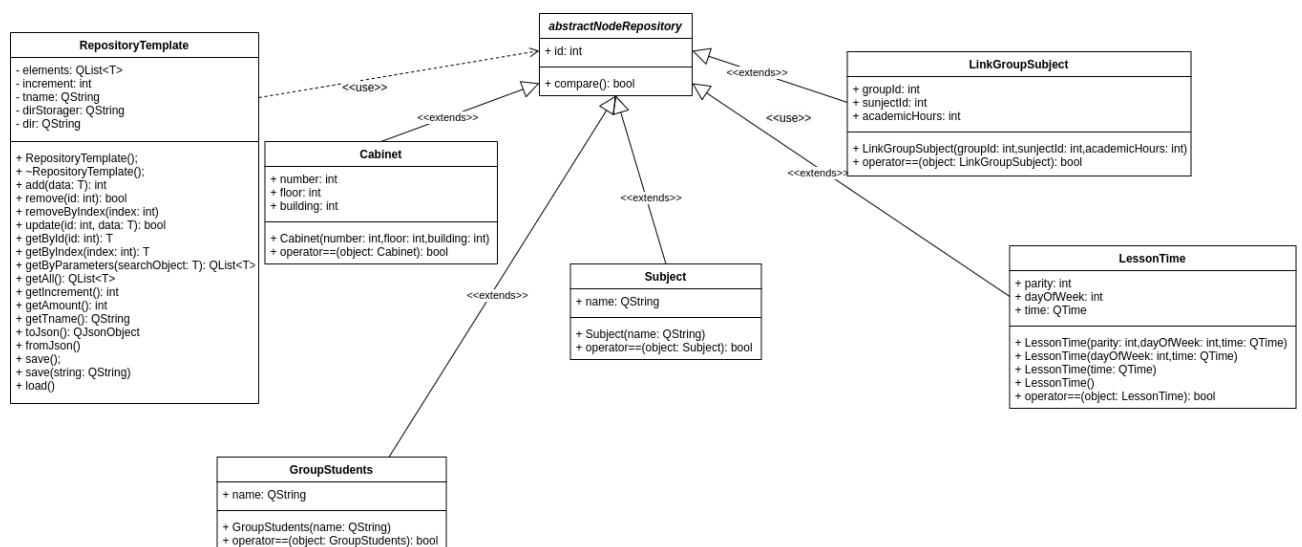 RepositoryTemplate
- elements: QList<T>
- increment: int
- tname: QString
- dirStorager: QString
- dir: QString
+ RepositoryTemplate();
+ ~RepositoryTemplate();
+ add(data: T): int
+ remove(id: int): bool
+ removeByIndex(index: int)
+ update(id: int, data: T): bool
+ getById(id: int): T
+ getByIndex(index: int): T
+ getByParameters(searchObject: T): QList<T>
+ getAll(): QList<T>
+ getIncrement(): int
+ getAmount(): int
+ getTname(): QString
+ toJson(): QJsonObject
+ fromJson()
+ save();
+ save(string: QString)
+ load()
<<use>>
abstractNodeRepository
+ id: int
+ compare(): bool
<<extends>>
Cabinet
+ number: int
+ floor: int
+ building: int
+ Cabinet(number: int,floor: int,building: int)
+ operator==(object: Cabinet): bool
<<extends>>
GroupStudents
+ name: QString
+ GroupStudents(name: QString)
+ operator==(object: GroupStudents): bool
<<extends>>
Subject
+ name: QString
+ Subject(name: QString)
+ operator==(object: Subject): bool
<<extends>>
LinkGroupSubject
+ groupId: int
+ sunjectId: int
+ academicHours: int
+ LinkGroupSubject(groupId: int,sunjectId: int,academicHours: int)
+ operator==(object: LinkGroupSubject): bool
<<use>>
<<extends>>
LessonTime
+ parity: int
+ dayOfWeek: int
+ time: QTime
+ LessonTime(parity: int,dayOfWeek: int,time: QTime)
+ LessonTime(dayOfWeek: int,time: QTime)
+ LessonTime(time: QTime)
+ LessonTime()
+ operator==(object: LessonTime): bool